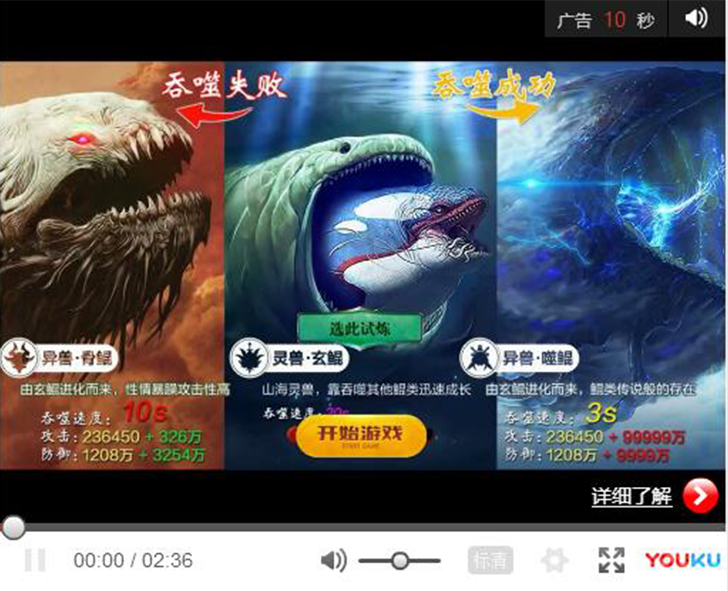 广告 10 秒
吞噬失败
吞噬成功
选此试炼
异兽·骨鲲
灵兽·玄鲲
异兽·噬鲲
由玄鲲进化而来，性情暴躁攻击性高
山海灵兽，靠吞噬其他鲲类迅速成长
由玄鲲进化而来，鲲类传说般的存在
吞噬速度：10s
攻击：236450 + 326万
防御：1208万 + 3254万
吞噬速度：20s
开始游戏
START GAME
吞噬速度：3s
攻击：236450 + 99999万
防御：1208万 + 9999万
详细了解
00:00 / 02:36
标清
YOUKU